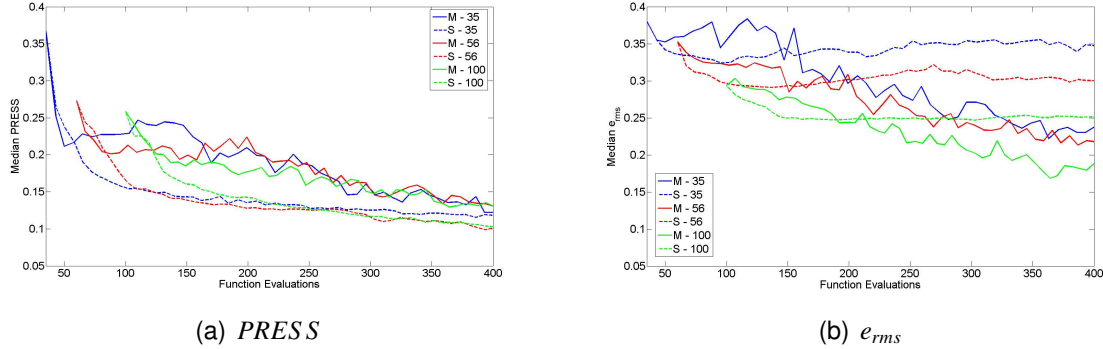 0.4
0.35
0.3
0.25
0.2
0.15
0.1
0.05
Median PRESS
50 100 150 200 250 300 350 400
Function Evaluations
M - 35
S - 35
M - 56
S - 56
M - 100
S - 100
(a) PRESS
0.4
0.35
0.3
0.25
0.2
0.15
0.1
0.05
Median e_rms
M - 35
S - 35
M - 56
S - 56
M - 100
S - 100
50 100 150 200 250 300 350 400
Function Evaluations
(b) e_rms